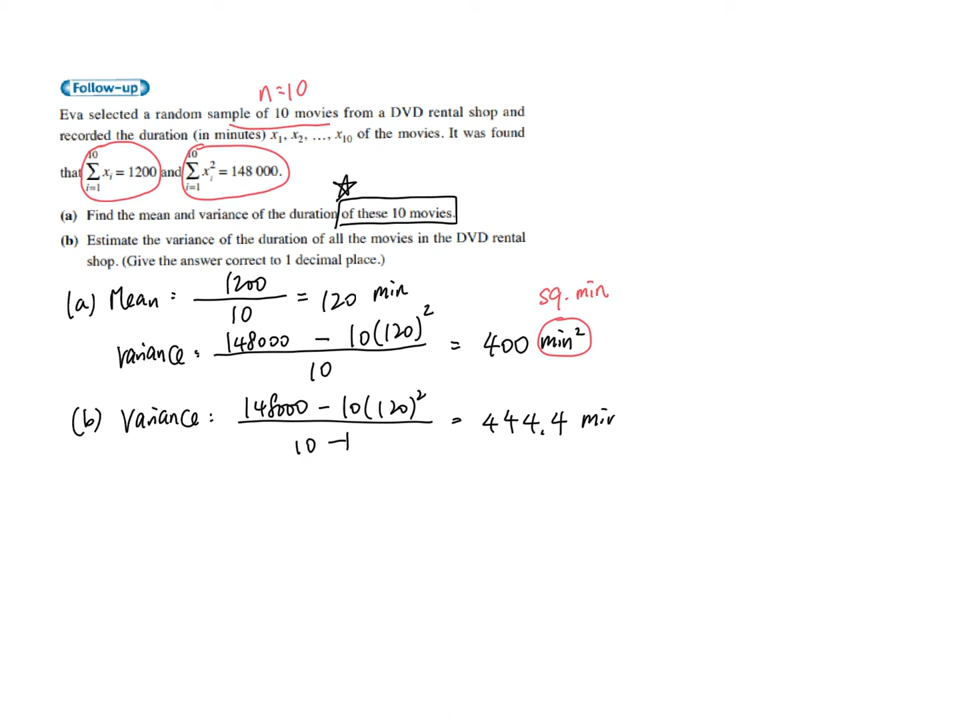 Follow-up
n=10
Eva selected a random sample of 10 movies from a DVD rental shop and
recorded the duration (in minutes) x₁, x₂, ..., x₁₀ of the movies. It was found
that ∑_{i=1}^{10} xᵢ = 1200 and ∑_{i=1}^{10} xᵢ² = 148 000.
(a) Find the mean and variance of the duration of these 10 movies.
(b) Estimate the variance of the duration of all the movies in the DVD rental
shop. (Give the answer correct to 1 decimal place.)
(a) Mean : 1200/10 = 120 min
sq. min
Variance : (148000 − 10(120)²)/10 = 400 min²
(b) Variance : (148000 − 10(120)²)/(10 − 1) = 444.4 min